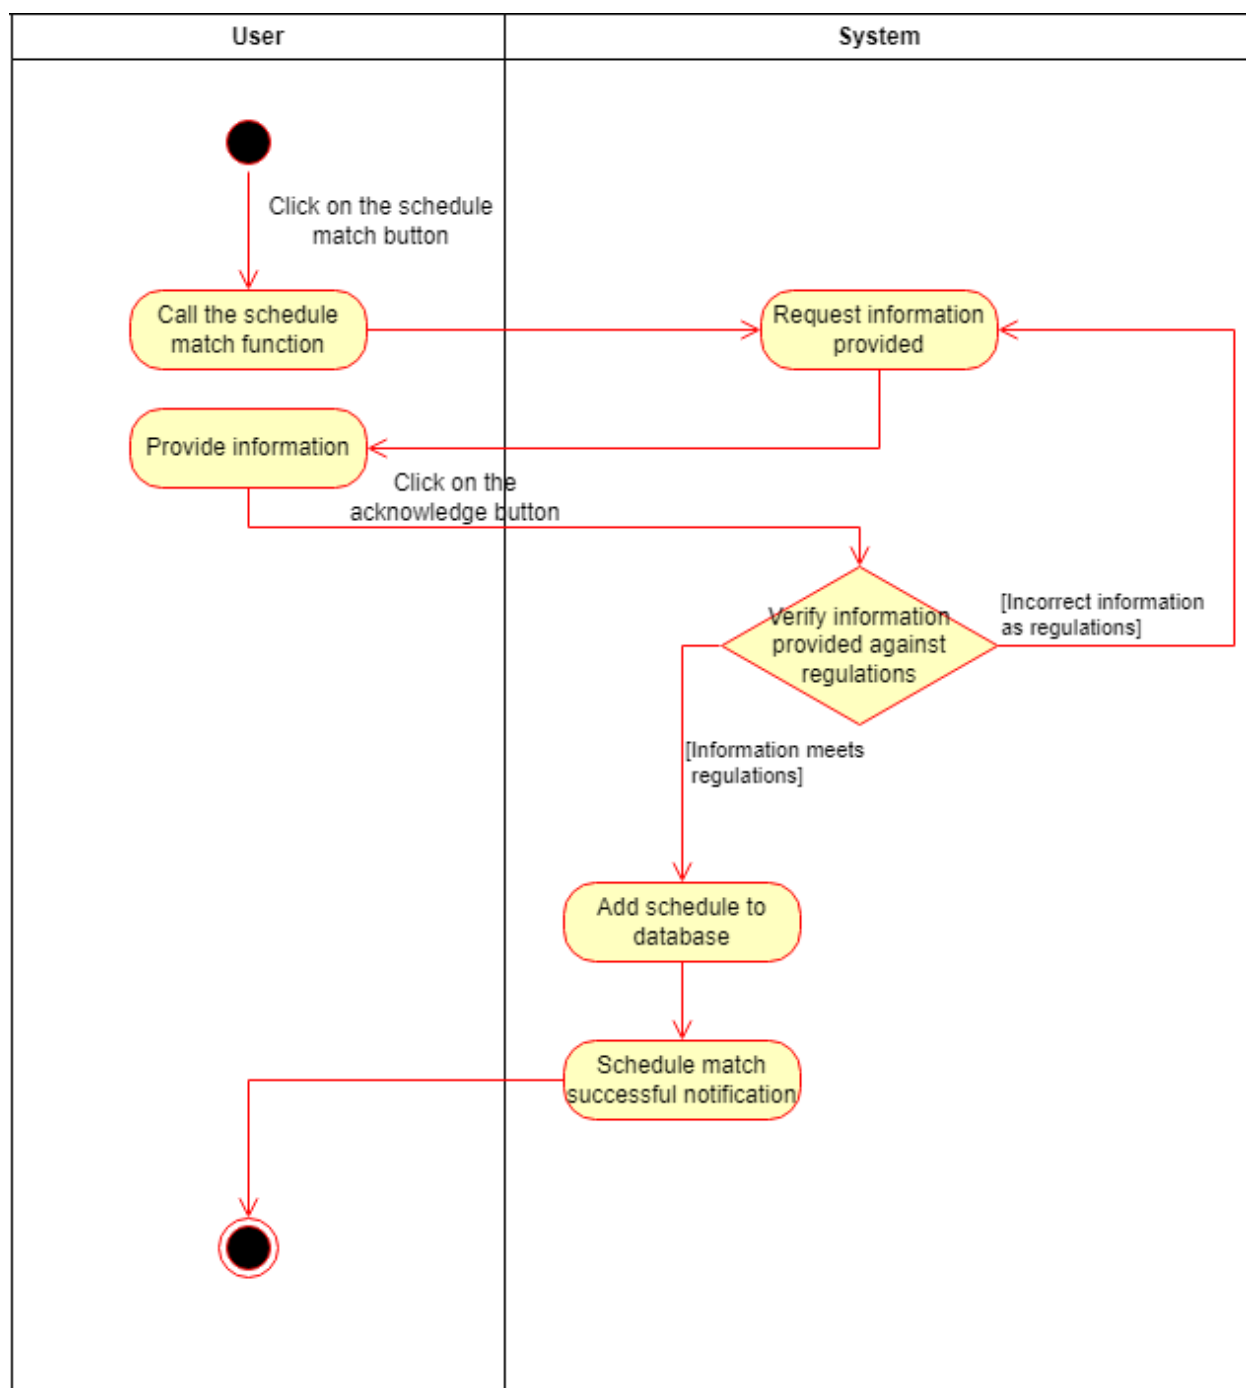 User
System
Click on the schedule
match button
Call the schedule
match function
Request information
provided
Provide information
Click on the
acknowledge button
Verify information
provided against
regulations
[Incorrect information
as regulations]
[Information meets
regulations]
Add schedule to
database
Schedule match
successful notification